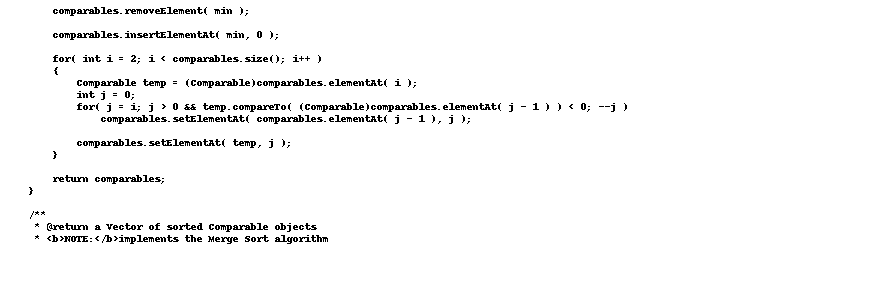 comparables.removeElement( min );
comparables.insertElementAt( min, 0 );
for( int i = 2; i < comparables.size(); i++ )
{
Comparable temp = (Comparable)comparables.elementAt( i );
int j = 0;
for( j = i; j > 0 && temp.compareTo( (Comparable)comparables.elementAt( j - 1 ) ) < 0; --j )
comparables.setElementAt( comparables.elementAt( j - 1 ), j );
comparables.setElementAt( temp, j );
}
return comparables;
}
/**
* @return a Vector of sorted Comparable objects
* <b>NOTE:</b>implements the Merge Sort algorithm